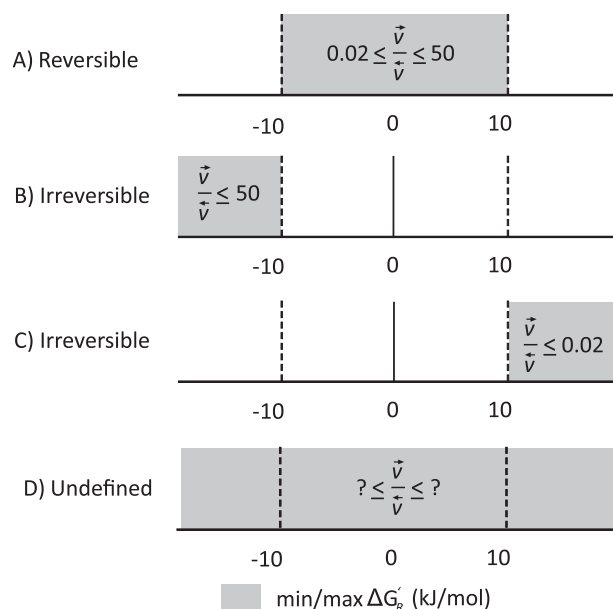 A) Reversible
0.02 ≤ v⃗ / v⃖ ≤ 50
-10 0 10
B) Irreversible
v⃗ / v⃖ ≤ 50
-10 0 10
C) Irreversible
v⃗ / v⃖ ≤ 0.02
-10 0 10
D) Undefined
? ≤ v⃗ / v⃖ ≤ ?
-10 0 10
min/max ΔG′R (kJ/mol)